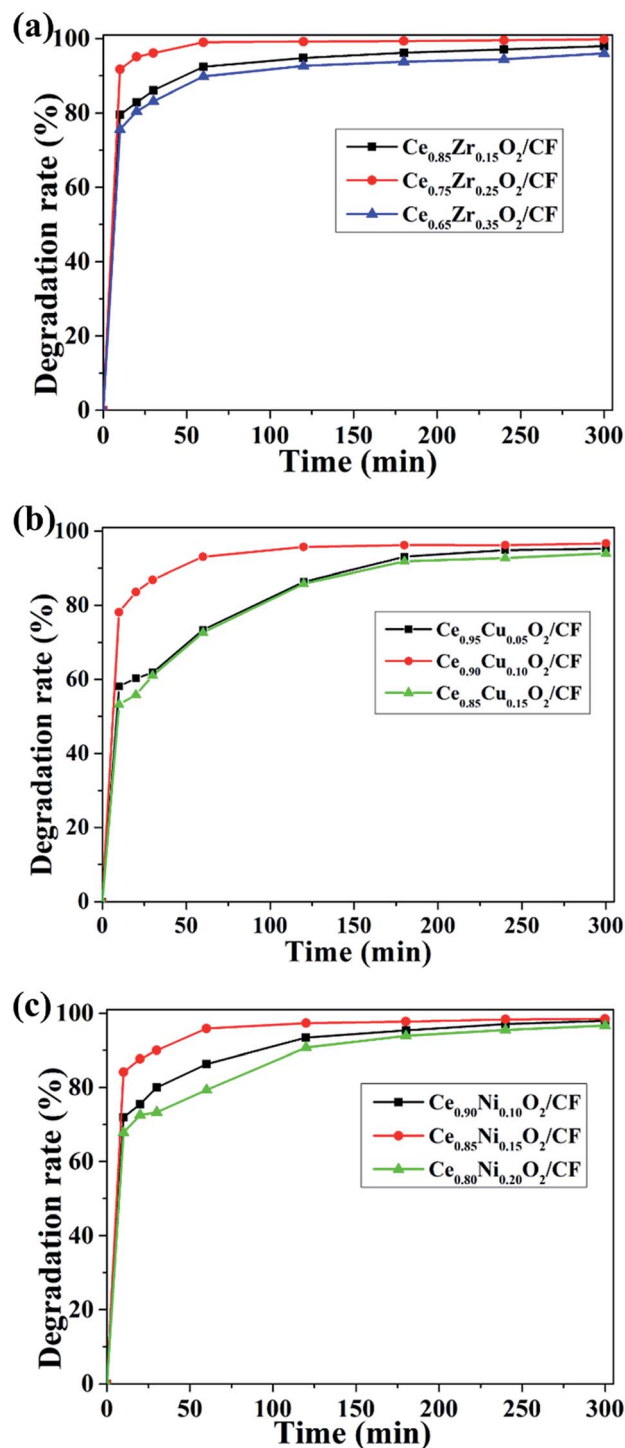 (a)
100
80
60
40
20
0
Degradation rate (%)
Ce0.85Zr0.15O2/CF
Ce0.75Zr0.25O2/CF
Ce0.65Zr0.35O2/CF
0 50 100 150 200 250 300
Time (min)
(b)
100
80
60
40
20
0
Degradation rate (%)
Ce0.95Cu0.05O2/CF
Ce0.90Cu0.10O2/CF
Ce0.85Cu0.15O2/CF
0 50 100 150 200 250 300
Time (min)
(c)
100
80
60
40
20
0
Degradation rate (%)
Ce0.90Ni0.10O2/CF
Ce0.85Ni0.15O2/CF
Ce0.80Ni0.20O2/CF
0 50 100 150 200 250 300
Time (min)